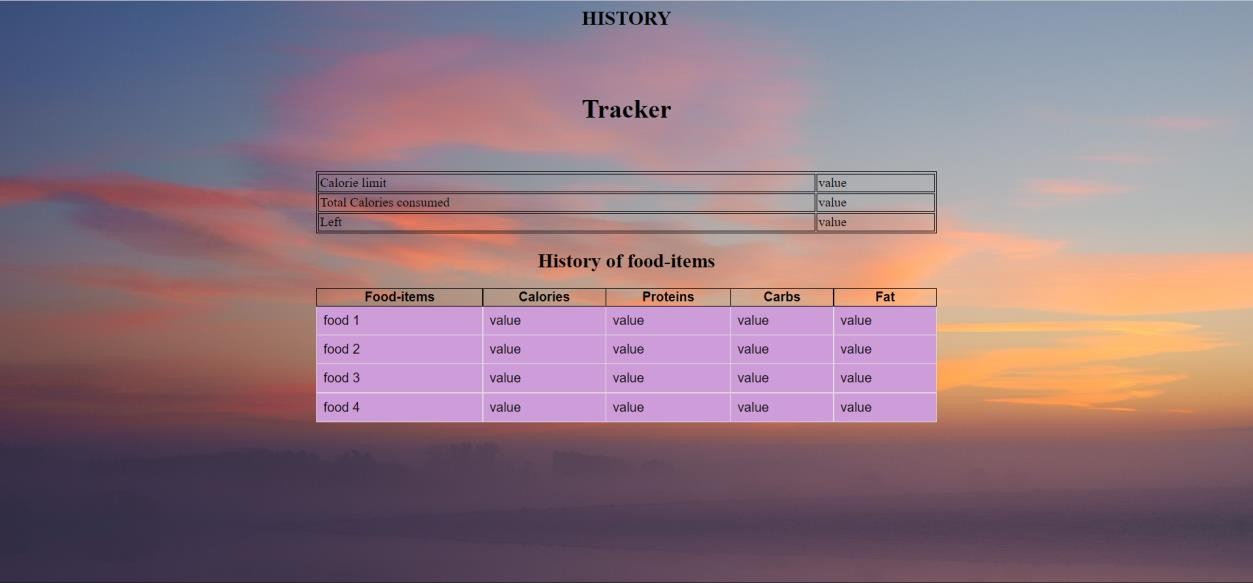 HISTORY
Tracker
Calorie limit value
Total Calories consumed value
Left value
History of food-items
Food-items Calories Proteins Carbs Fat
food 1 value value value value
food 2 value value value value
food 3 value value value value
food 4 value value value value